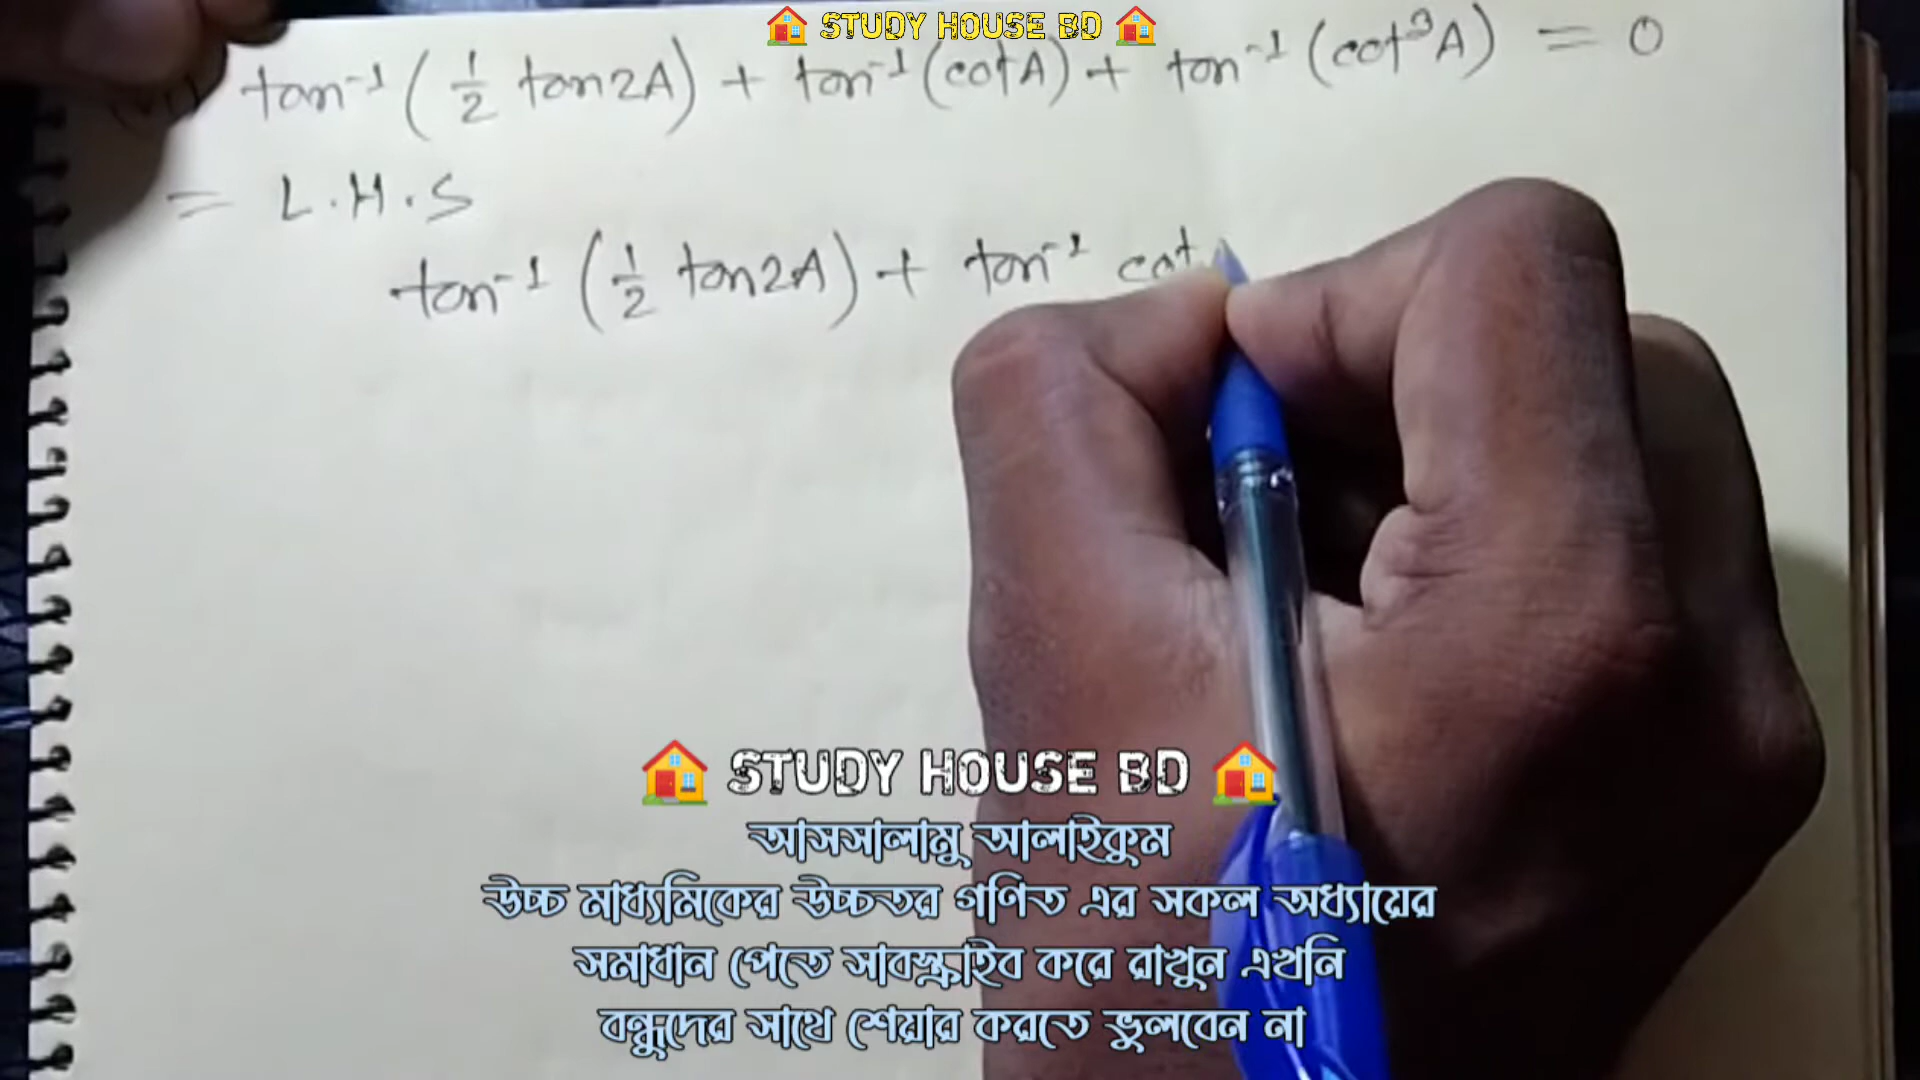 🏠 STUDY HOUSE BD 🏠
tan⁻¹ (½ tan2A) + tan⁻¹ (cotA) + tan⁻¹ (cot³A) = 0
= L.H.S
tan⁻¹ (½ tan2A) + tan⁻¹ cot
🏠 STUDY HOUSE BD 🏠
আসসালামু আলাইকুম
উচ্চ মাধ্যমিকের উচ্চতর গণিত এর সকল অধ্যায়ের
সমাধান পেতে সাবস্ক্রাইব করে রাখুন এখনি
বন্ধুদের সাথে শেয়ার করতে ভুলবেন না